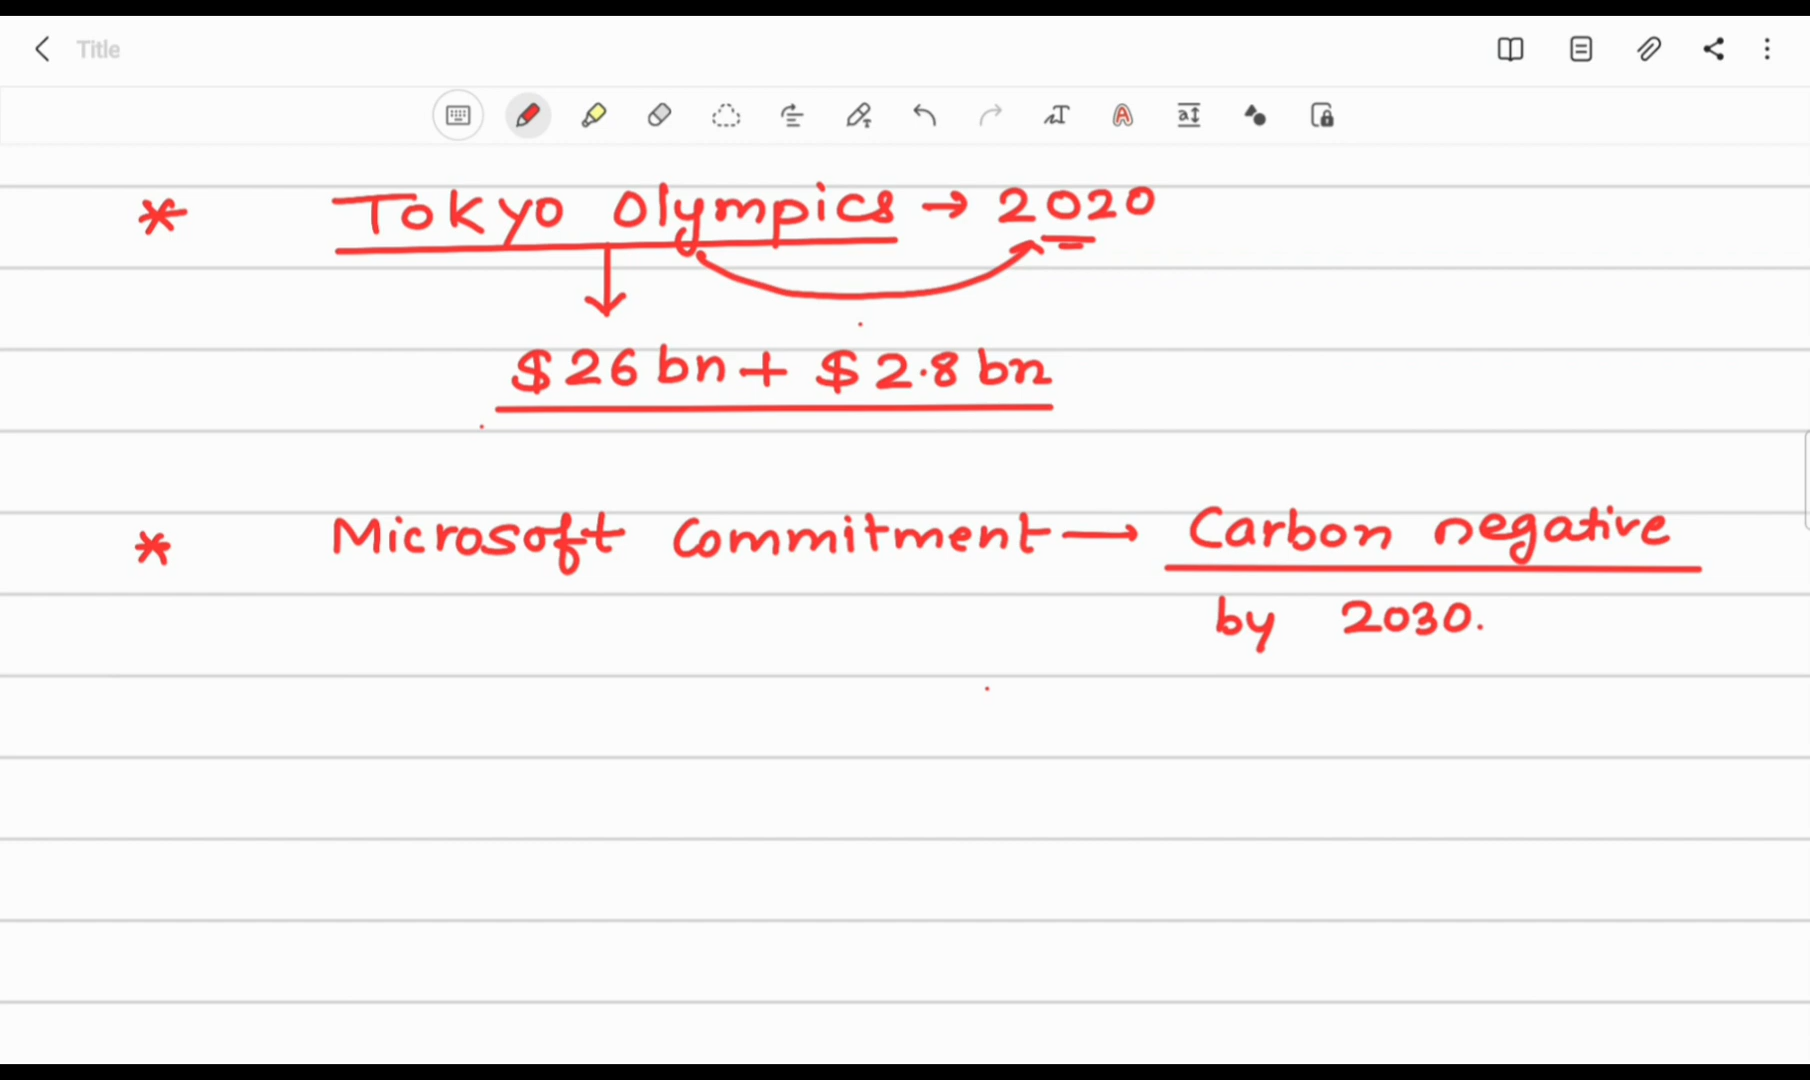 Title
* Tokyo Olympics → 2020
$26 bn + $2.8 bn
* Microsoft Commitment → Carbon negative
by 2030.